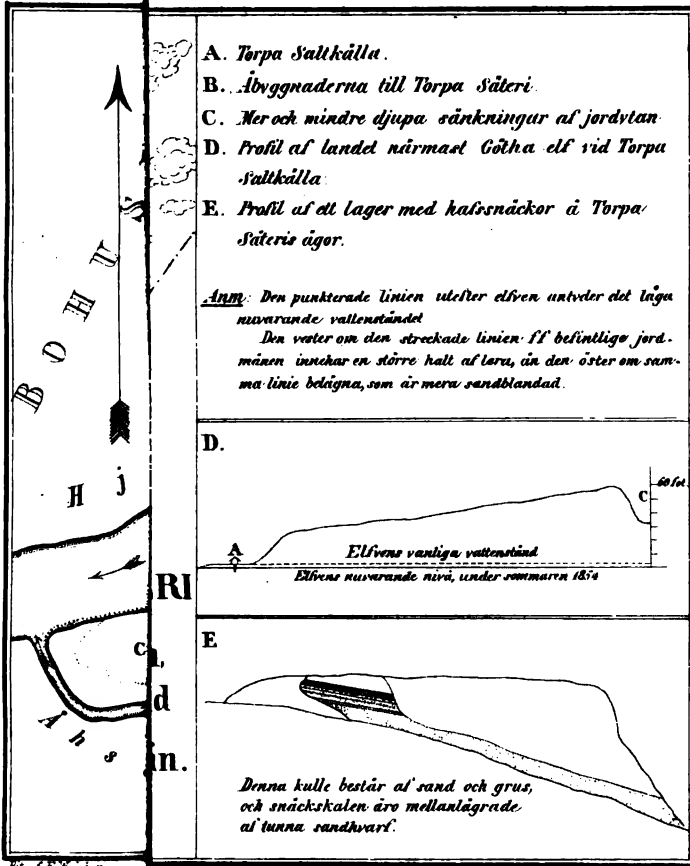 A. Torpa Saltkälla.
B. Åbyggnaderna till Torpa Säteri.
C. Mer och mindre djupa sänkningar af jordytan
D. Profil af landet närmast Götha elf vid Torpa
Saltkälla
E. Profil af ett lager med hafssnäckor å Torpa
Säteris ägor.
Anm: Den punkterade linien utefter elfven antyder det låga
nuvarande vattenståndet
Den vester om den streckade linien ff befintliga jord-
månen innehar en större halt af lera, än den öster om sam-
ma linie belägna, som är mera sandblandad.
BOHUS
H j
RI
c
n,
d
Åhs
in.
D.
60 fot.
C
A
Elfvens vanliga vattenstånd
Elfvens nuvarande nivå, under sommaren 1854
E
Denna kulle består af sand och grus,
och snäckskalen äro mellanlagrade
af tunna sandhvarf.